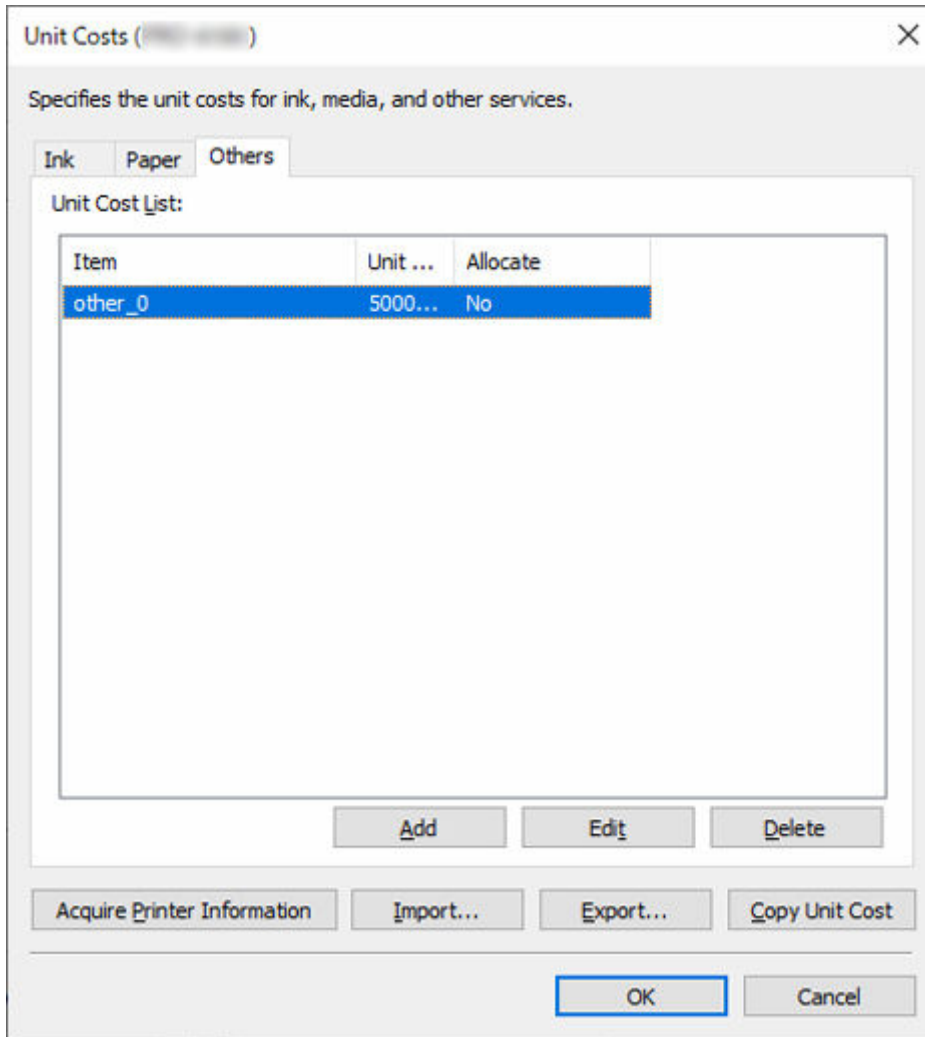 Unit Costs ( )
Specifies the unit costs for ink, media, and other services.
Ink Paper Others
Unit Cost List:
Item Unit ... Allocate
other_0 5000... No
Add Edit Delete
Acquire Printer Information Import... Export... Copy Unit Cost
OK Cancel